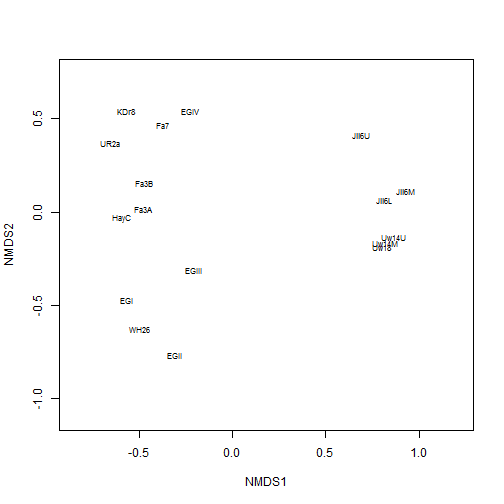 KDr8
EGIV
0.5
Fa7
JII6U
UR2a
Fa3B
JII6M
JII6L
0.0
Fa3A
HayC
Uw14U
Uw14M
Uw18
NMDS2
EGIII
-0.5
EGI
WH26
EGII
-1.0
-0.5
0.0
0.5
1.0
NMDS1